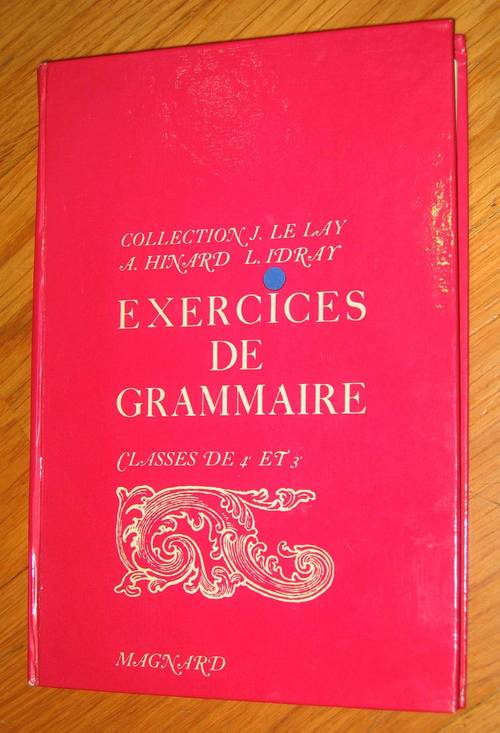 COLLECTION J. LE LAY
A. HINARD L. IDRAY
EXERCICES
DE
GRAMMAIRE
CLASSES DE 4e ET 3e
MAGNARD